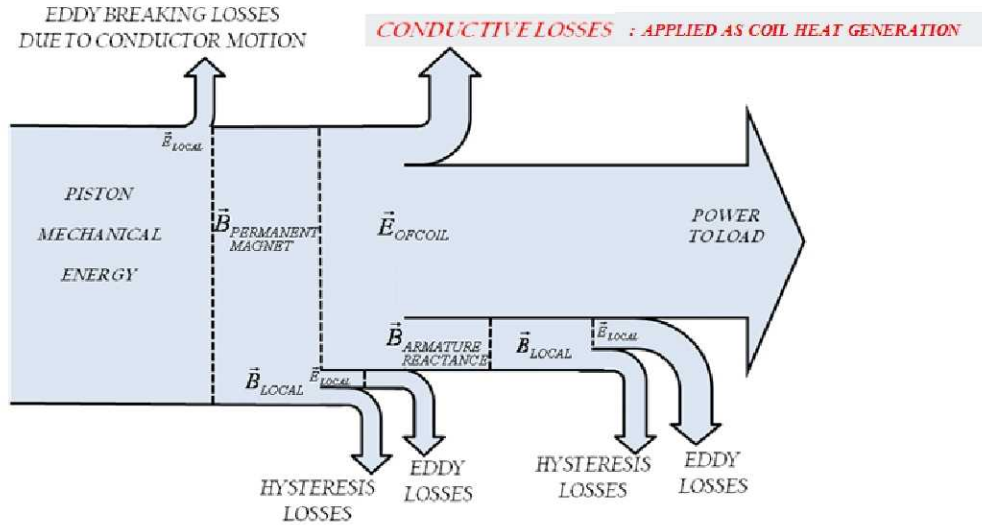 EDDY BREAKING LOSSES
DUE TO CONDUCTOR MOTION
CONDUCTIVE LOSSES : APPLIED AS COIL HEAT GENERATION
E LOCAL
PISTON
MECHANICAL
ENERGY
B PERMANENT
MAGNET
E OFCOIL
POWER
TO LOAD
B ARMATURE
REACTANCE
B LOCAL
E LOCAL
B LOCAL
E LOCAL
HYSTERESIS
LOSSES
EDDY
LOSSES
HYSTERESIS
LOSSES
EDDY
LOSSES